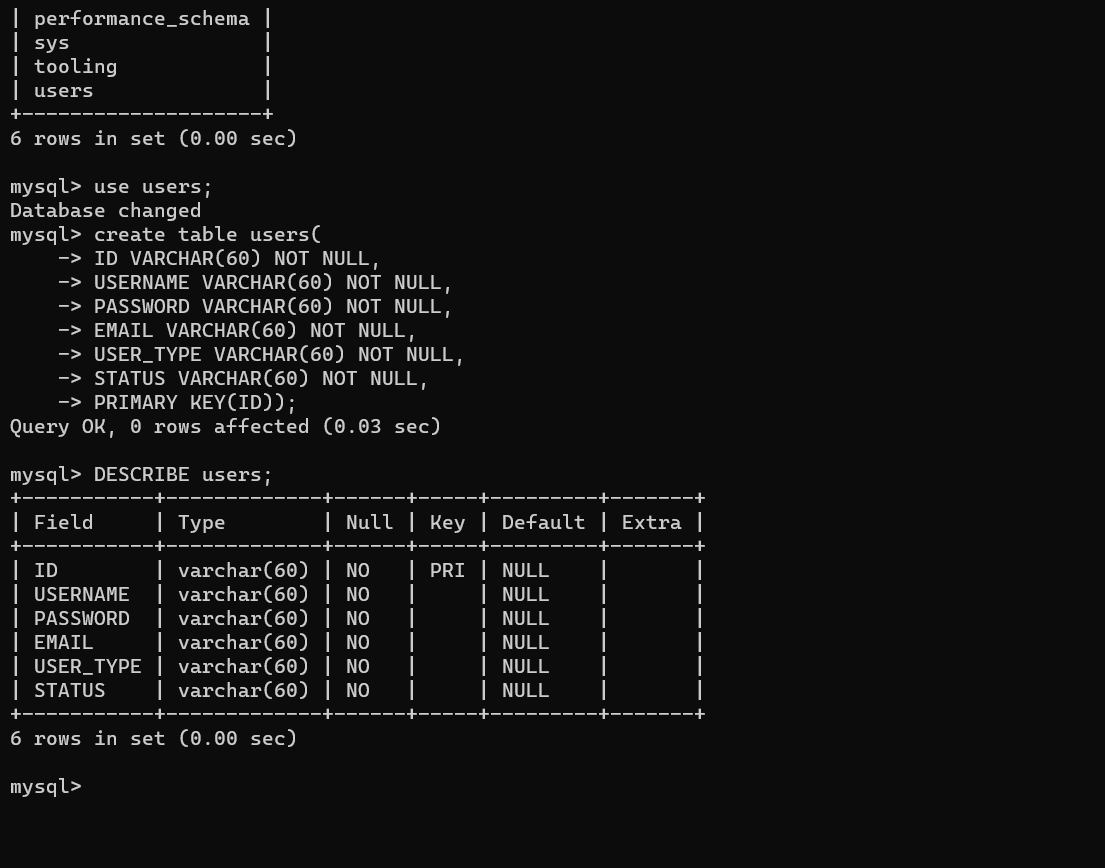 | performance_schema |
| sys                |
| tooling            |
| users              |
+--------------------+
6 rows in set (0.00 sec)

mysql> use users;
Database changed
mysql> create table users(
    -> ID VARCHAR(60) NOT NULL,
    -> USERNAME VARCHAR(60) NOT NULL,
    -> PASSWORD VARCHAR(60) NOT NULL,
    -> EMAIL VARCHAR(60) NOT NULL,
    -> USER_TYPE VARCHAR(60) NOT NULL,
    -> STATUS VARCHAR(60) NOT NULL,
    -> PRIMARY KEY(ID));
Query OK, 0 rows affected (0.03 sec)

mysql> DESCRIBE users;
+-----------+-------------+------+-----+---------+-------+
| Field     | Type        | Null | Key | Default | Extra |
+-----------+-------------+------+-----+---------+-------+
| ID        | varchar(60) | NO   | PRI | NULL    |       |
| USERNAME  | varchar(60) | NO   |     | NULL    |       |
| PASSWORD  | varchar(60) | NO   |     | NULL    |       |
| EMAIL     | varchar(60) | NO   |     | NULL    |       |
| USER_TYPE | varchar(60) | NO   |     | NULL    |       |
| STATUS    | varchar(60) | NO   |     | NULL    |       |
+-----------+-------------+------+-----+---------+-------+
6 rows in set (0.00 sec)

mysql>